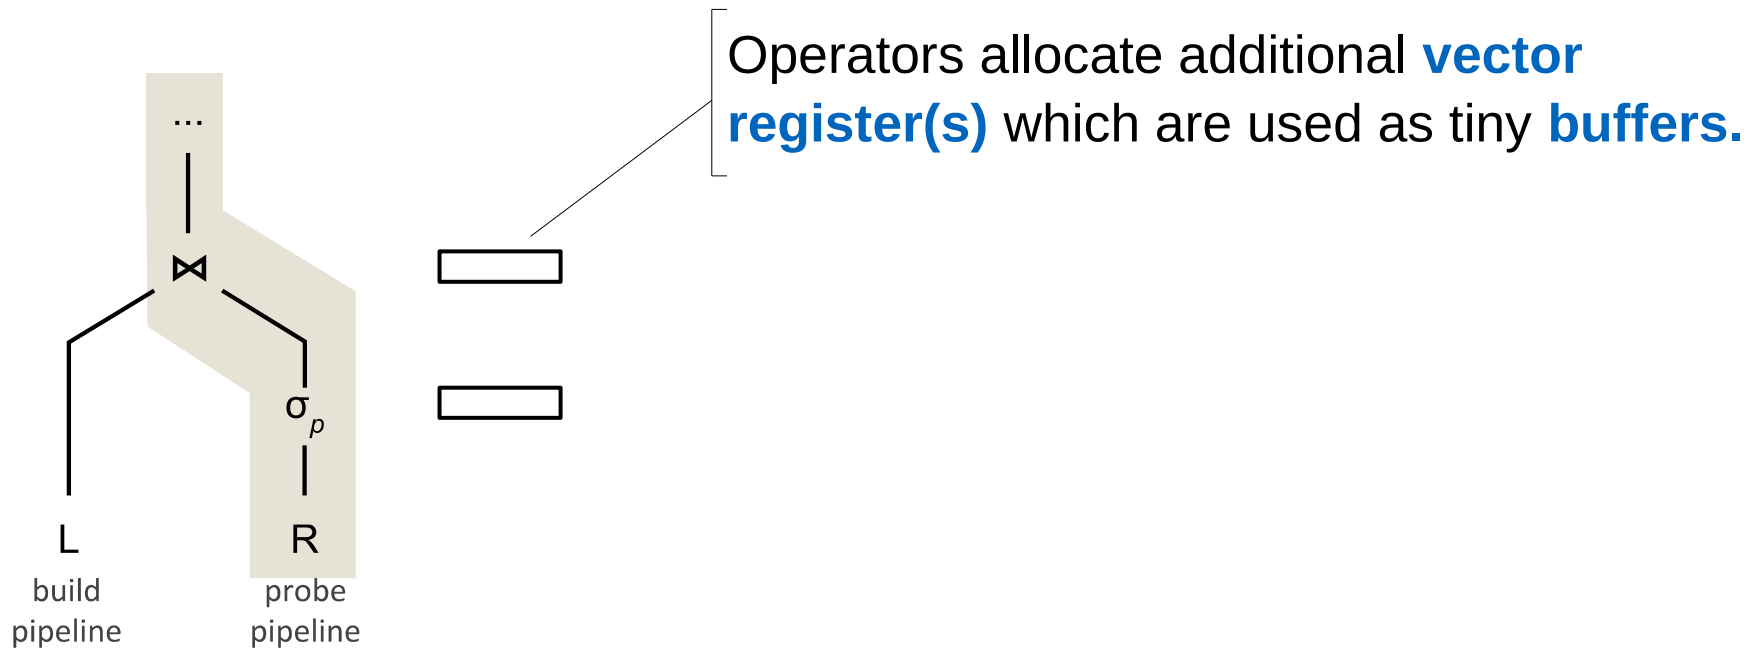 Operators allocate additional vector
register(s) which are used as tiny buffers.
...
⋈
σp
L
R
build
pipeline
probe
pipeline